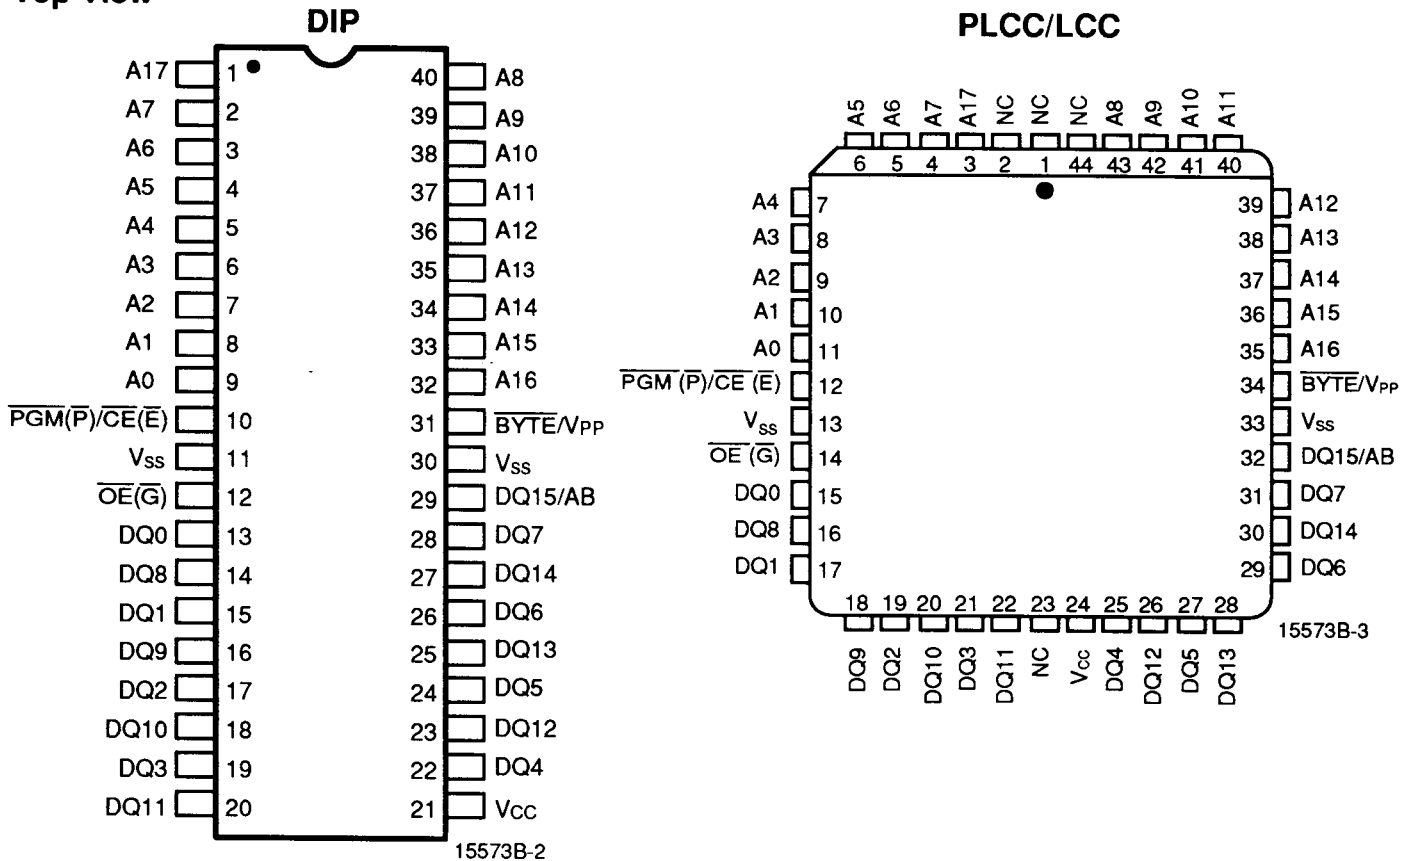 Top View
DIP
A17 1 40 A8
A7 2 39 A9
A6 3 38 A10
A5 4 37 A11
A4 5 36 A12
A3 6 35 A13
A2 7 34 A14
A1 8 33 A15
A0 9 32 A16
PGM(P)/CE(E) 10 31 BYTE/VPP
VSS 11 30 VSS
OE(G) 12 29 DQ15/AB
DQ0 13 28 DQ7
DQ8 14 27 DQ14
DQ1 15 26 DQ6
DQ9 16 25 DQ13
DQ2 17 24 DQ5
DQ10 18 23 DQ12
DQ3 19 22 DQ4
DQ11 20 21 VCC
15573B-2
PLCC/LCC
A5 A6 A7 A17 NC NC NC A8 A9 A10 A11
6 5 4 3 2 1 44 43 42 41 40
A4 7 39 A12
A3 8 38 A13
A2 9 37 A14
A1 10 36 A15
A0 11 35 A16
PGM (P)/CE (E) 12 34 BYTE/VPP
VSS 13 33 VSS
OE (G) 14 32 DQ15/AB
DQ0 15 31 DQ7
DQ8 16 30 DQ14
DQ1 17 29 DQ6
18 19 20 21 22 23 24 25 26 27 28
DQ9 DQ2 DQ10 DQ3 DQ11 NC VCC DQ4 DQ12 DQ5 DQ13
15573B-3